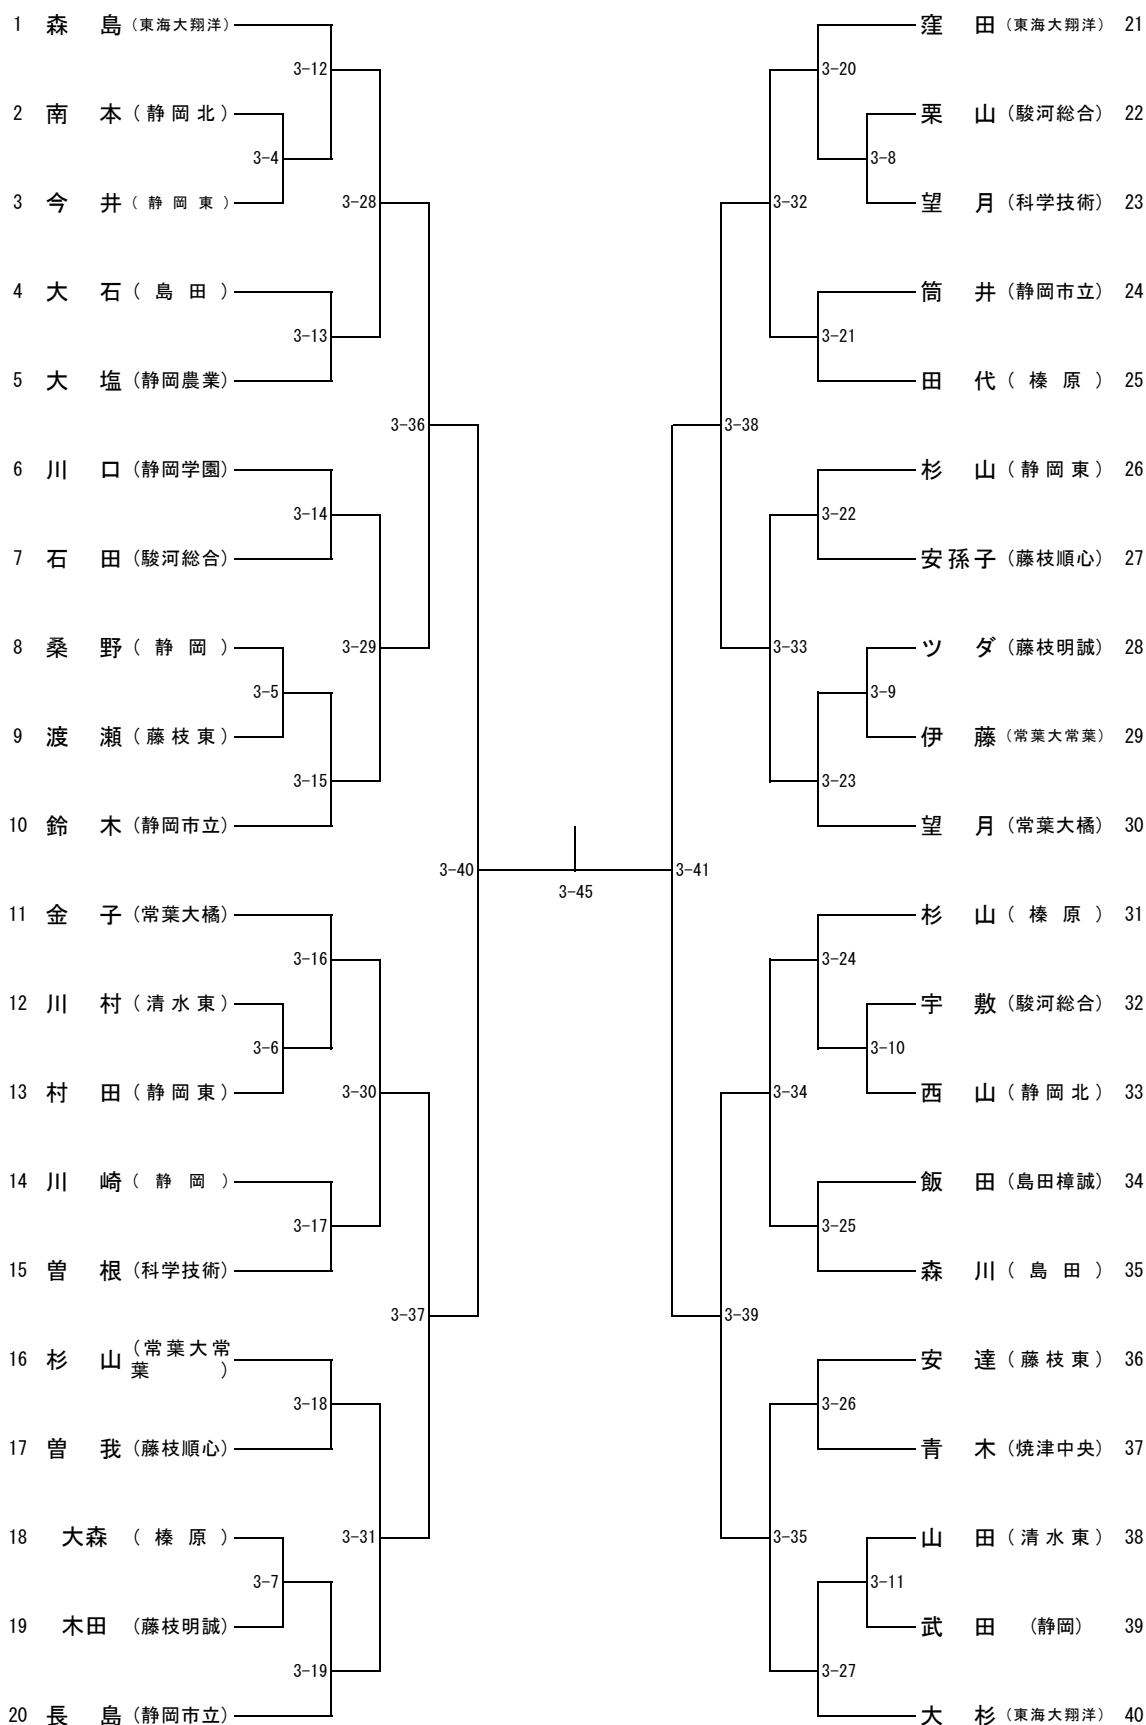 1 森 島 (東海大翔洋)
3-12
2 南 本 (静岡北)
3-4
3 今 井 (静岡東)
3-28
4 大 石 (島田)
3-13
5 大 塩 (静岡農業)
3-36
6 川 口 (静岡学園)
3-14
7 石 田 (駿河総合)
8 桑 野 (静岡)
3-29
3-5
9 渡 瀬 (藤枝東)
3-15
10 鈴 木 (静岡市立)
3-40
11 金 子 (常葉大橘)
3-16
12 川 村 (清水東)
3-6
13 村 田 (静岡東)
3-30
14 川 崎 (静岡)
3-17
15 曽 根 (科学技術)
3-37
16 杉 山 (常葉大常
葉)
3-18
17 曽 我 (藤枝順心)
18 大森 (榛原)
3-31
3-7
19 木田 (藤枝明誠)
3-19
20 長 島 (静岡市立)
3-45
窪 田 (東海大翔洋) 21
3-20
栗 山 (駿河総合) 22
3-8
望 月 (科学技術) 23
3-32
筒 井 (静岡市立) 24
3-21
田 代 (榛原) 25
3-38
杉 山 (静岡東) 26
3-22
安孫子 (藤枝順心) 27
ツ ダ (藤枝明誠) 28
3-33
3-9
伊 藤 (常葉大常葉) 29
3-23
望 月 (常葉大橘) 30
3-41
杉 山 (榛原) 31
3-24
宇 敷 (駿河総合) 32
3-10
西 山 (静岡北) 33
3-34
飯 田 (島田樟誠) 34
3-25
森 川 (島田) 35
3-39
安 達 (藤枝東) 36
3-26
青 木 (焼津中央) 37
山 田 (清水東) 38
3-35
3-11
武 田 (静岡) 39
3-27
大 杉 (東海大翔洋) 40